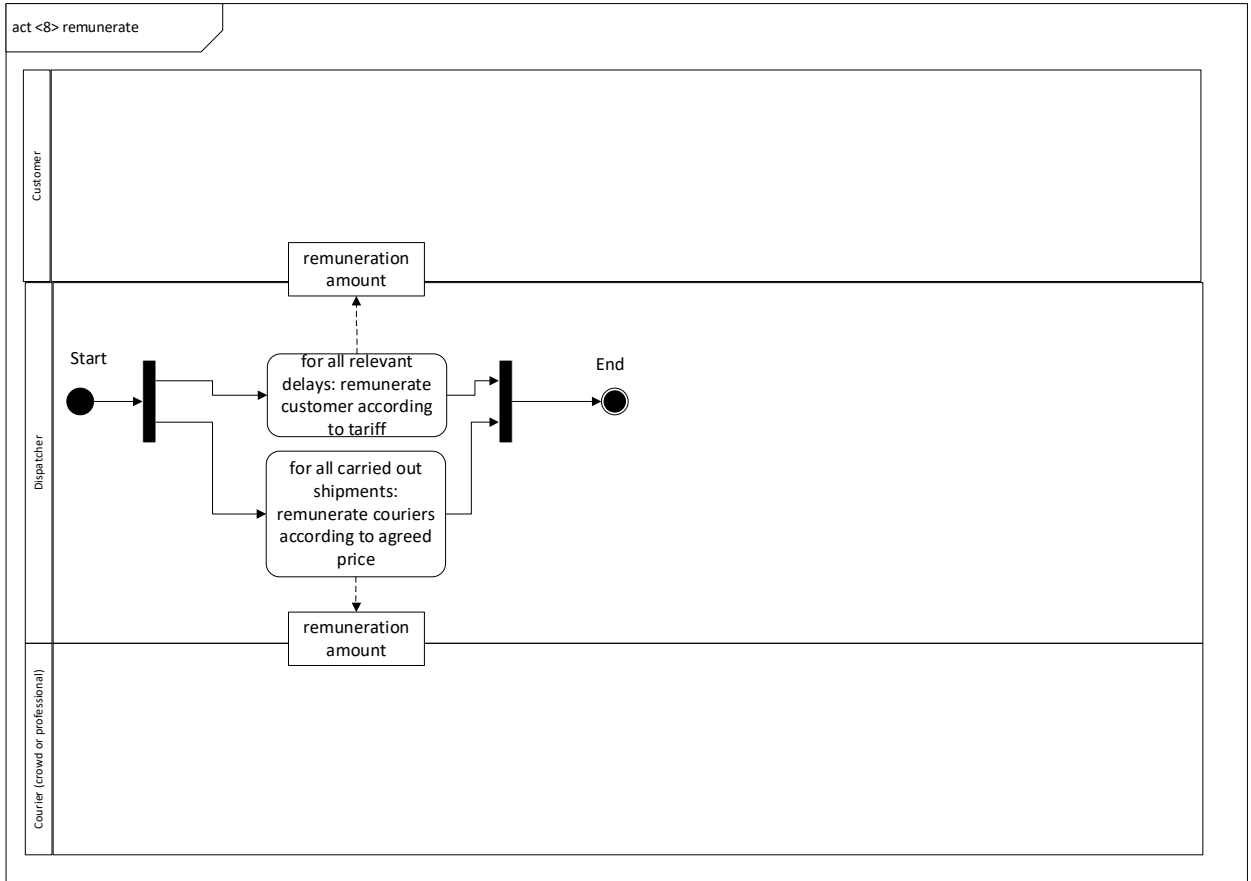 act <8> remunerate
Customer
remuneration
amount
Dispatcher
Start
for all relevant
delays: remunerate
customer according
to tariff
End
for all carried out
shipments:
remunerate couriers
according to agreed
price
remuneration
amount
Courier (crowd or professional)